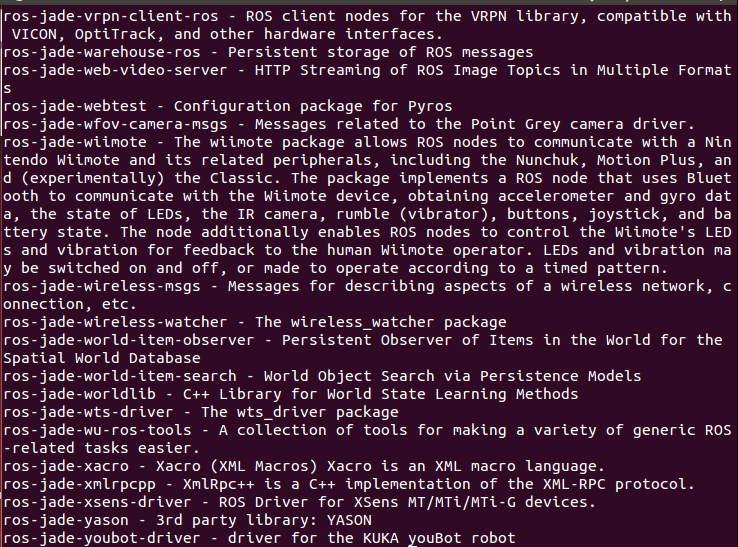 ros-jade-vrpn-client-ros - ROS client nodes for the VRPN library, compatible with
 VICON, OptiTrack, and other hardware interfaces.
ros-jade-warehouse-ros - Persistent storage of ROS messages
ros-jade-web-video-server - HTTP Streaming of ROS Image Topics in Multiple Format
s
ros-jade-webtest - Configuration package for Pyros
ros-jade-wfov-camera-msgs - Messages related to the Point Grey camera driver.
ros-jade-wiimote - The wiimote package allows ROS nodes to communicate with a Nin
tendo Wiimote and its related peripherals, including the Nunchuk, Motion Plus, an
d (experimentally) the Classic. The package implements a ROS node that uses Bluet
ooth to communicate with the Wiimote device, obtaining accelerometer and gyro dat
a, the state of LEDs, the IR camera, rumble (vibrator), buttons, joystick, and ba
ttery state. The node additionally enables ROS nodes to control the Wiimote's LED
s and vibration for feedback to the human Wiimote operator. LEDs and vibration ma
y be switched on and off, or made to operate according to a timed pattern.
ros-jade-wireless-msgs - Messages for describing aspects of a wireless network, c
onnection, etc.
ros-jade-wireless-watcher - The wireless_watcher package
ros-jade-world-item-observer - Persistent Observer of Items in the World for the
Spatial World Database
ros-jade-world-item-search - World Object Search via Persistence Models
ros-jade-worldlib - C++ Library for World State Learning Methods
ros-jade-wts-driver - The wts_driver package
ros-jade-wu-ros-tools - A collection of tools for making a variety of generic ROS
-related tasks easier.
ros-jade-xacro - Xacro (XML Macros) Xacro is an XML macro language.
ros-jade-xmlrpcpp - XmlRpc++ is a C++ implementation of the XML-RPC protocol.
ros-jade-xsens-driver - ROS Driver for XSens MT/MTi/MTi-G devices.
ros-jade-yason - 3rd party library: YASON
ros-jade-youbot-driver - driver for the KUKA youBot robot